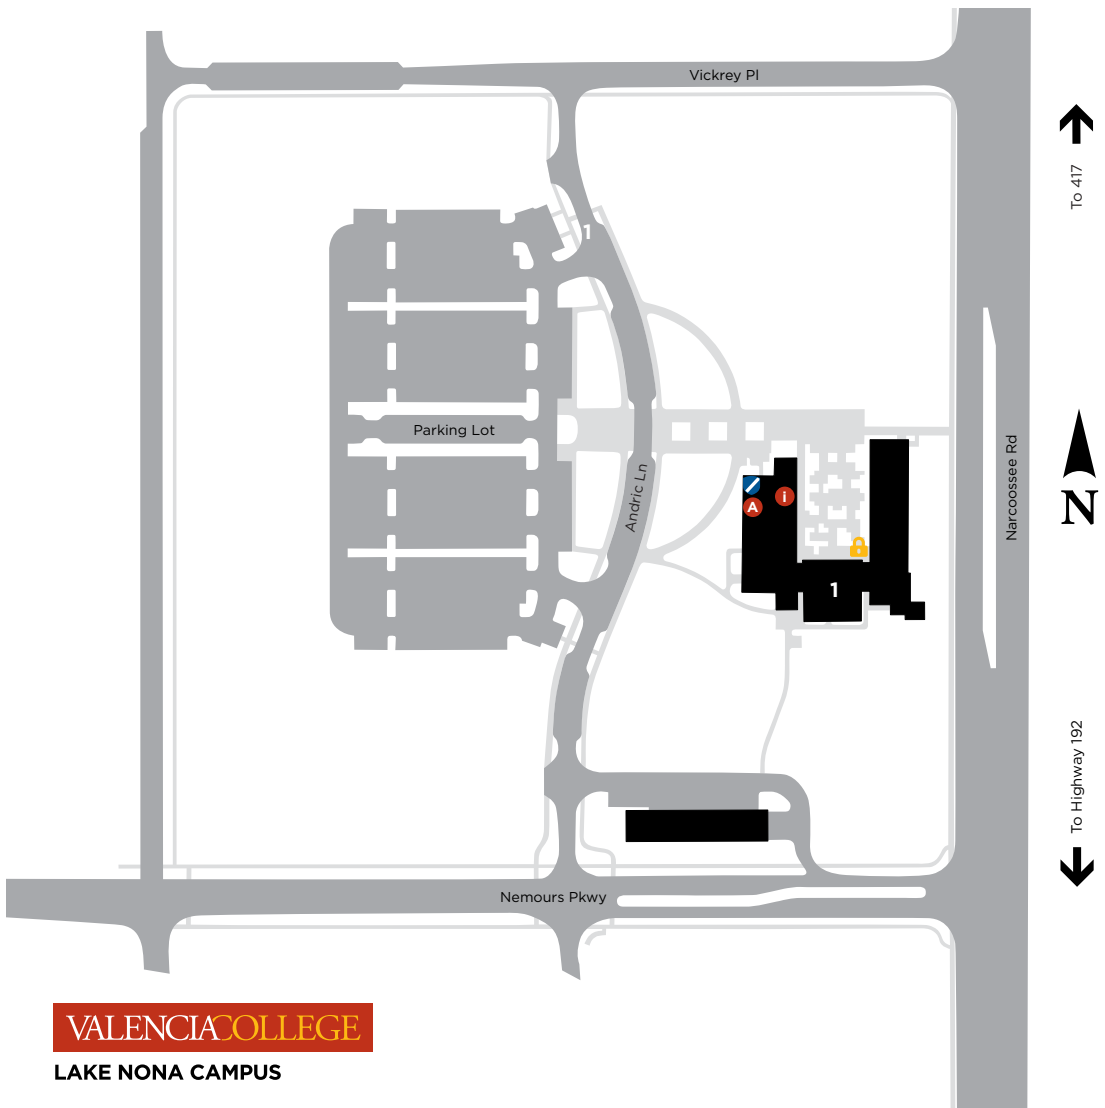 Vickrey Pl
To 417
1
Parking Lot
Andric Ln
Narcoossee Rd
i
A
N
1
To Highway 192
Nemours Pkwy
VALENCIACOLLEGE
LAKE NONA CAMPUS